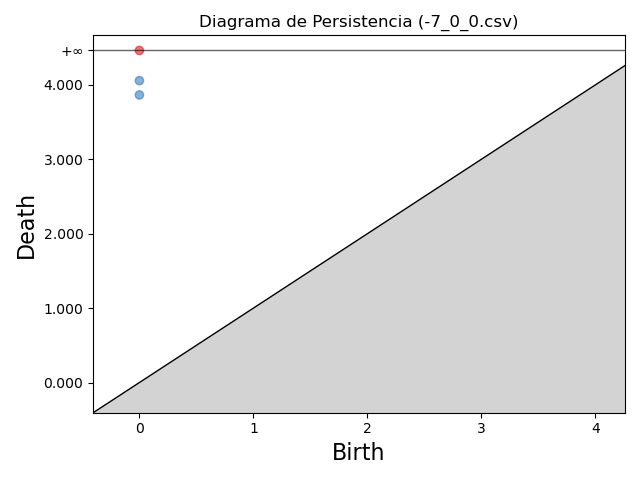 Diagrama de Persistencia (-7_0_0.csv)
+∞
4.000
3.000
2.000
1.000
0.000
Death
0 1 2 3 4
Birth